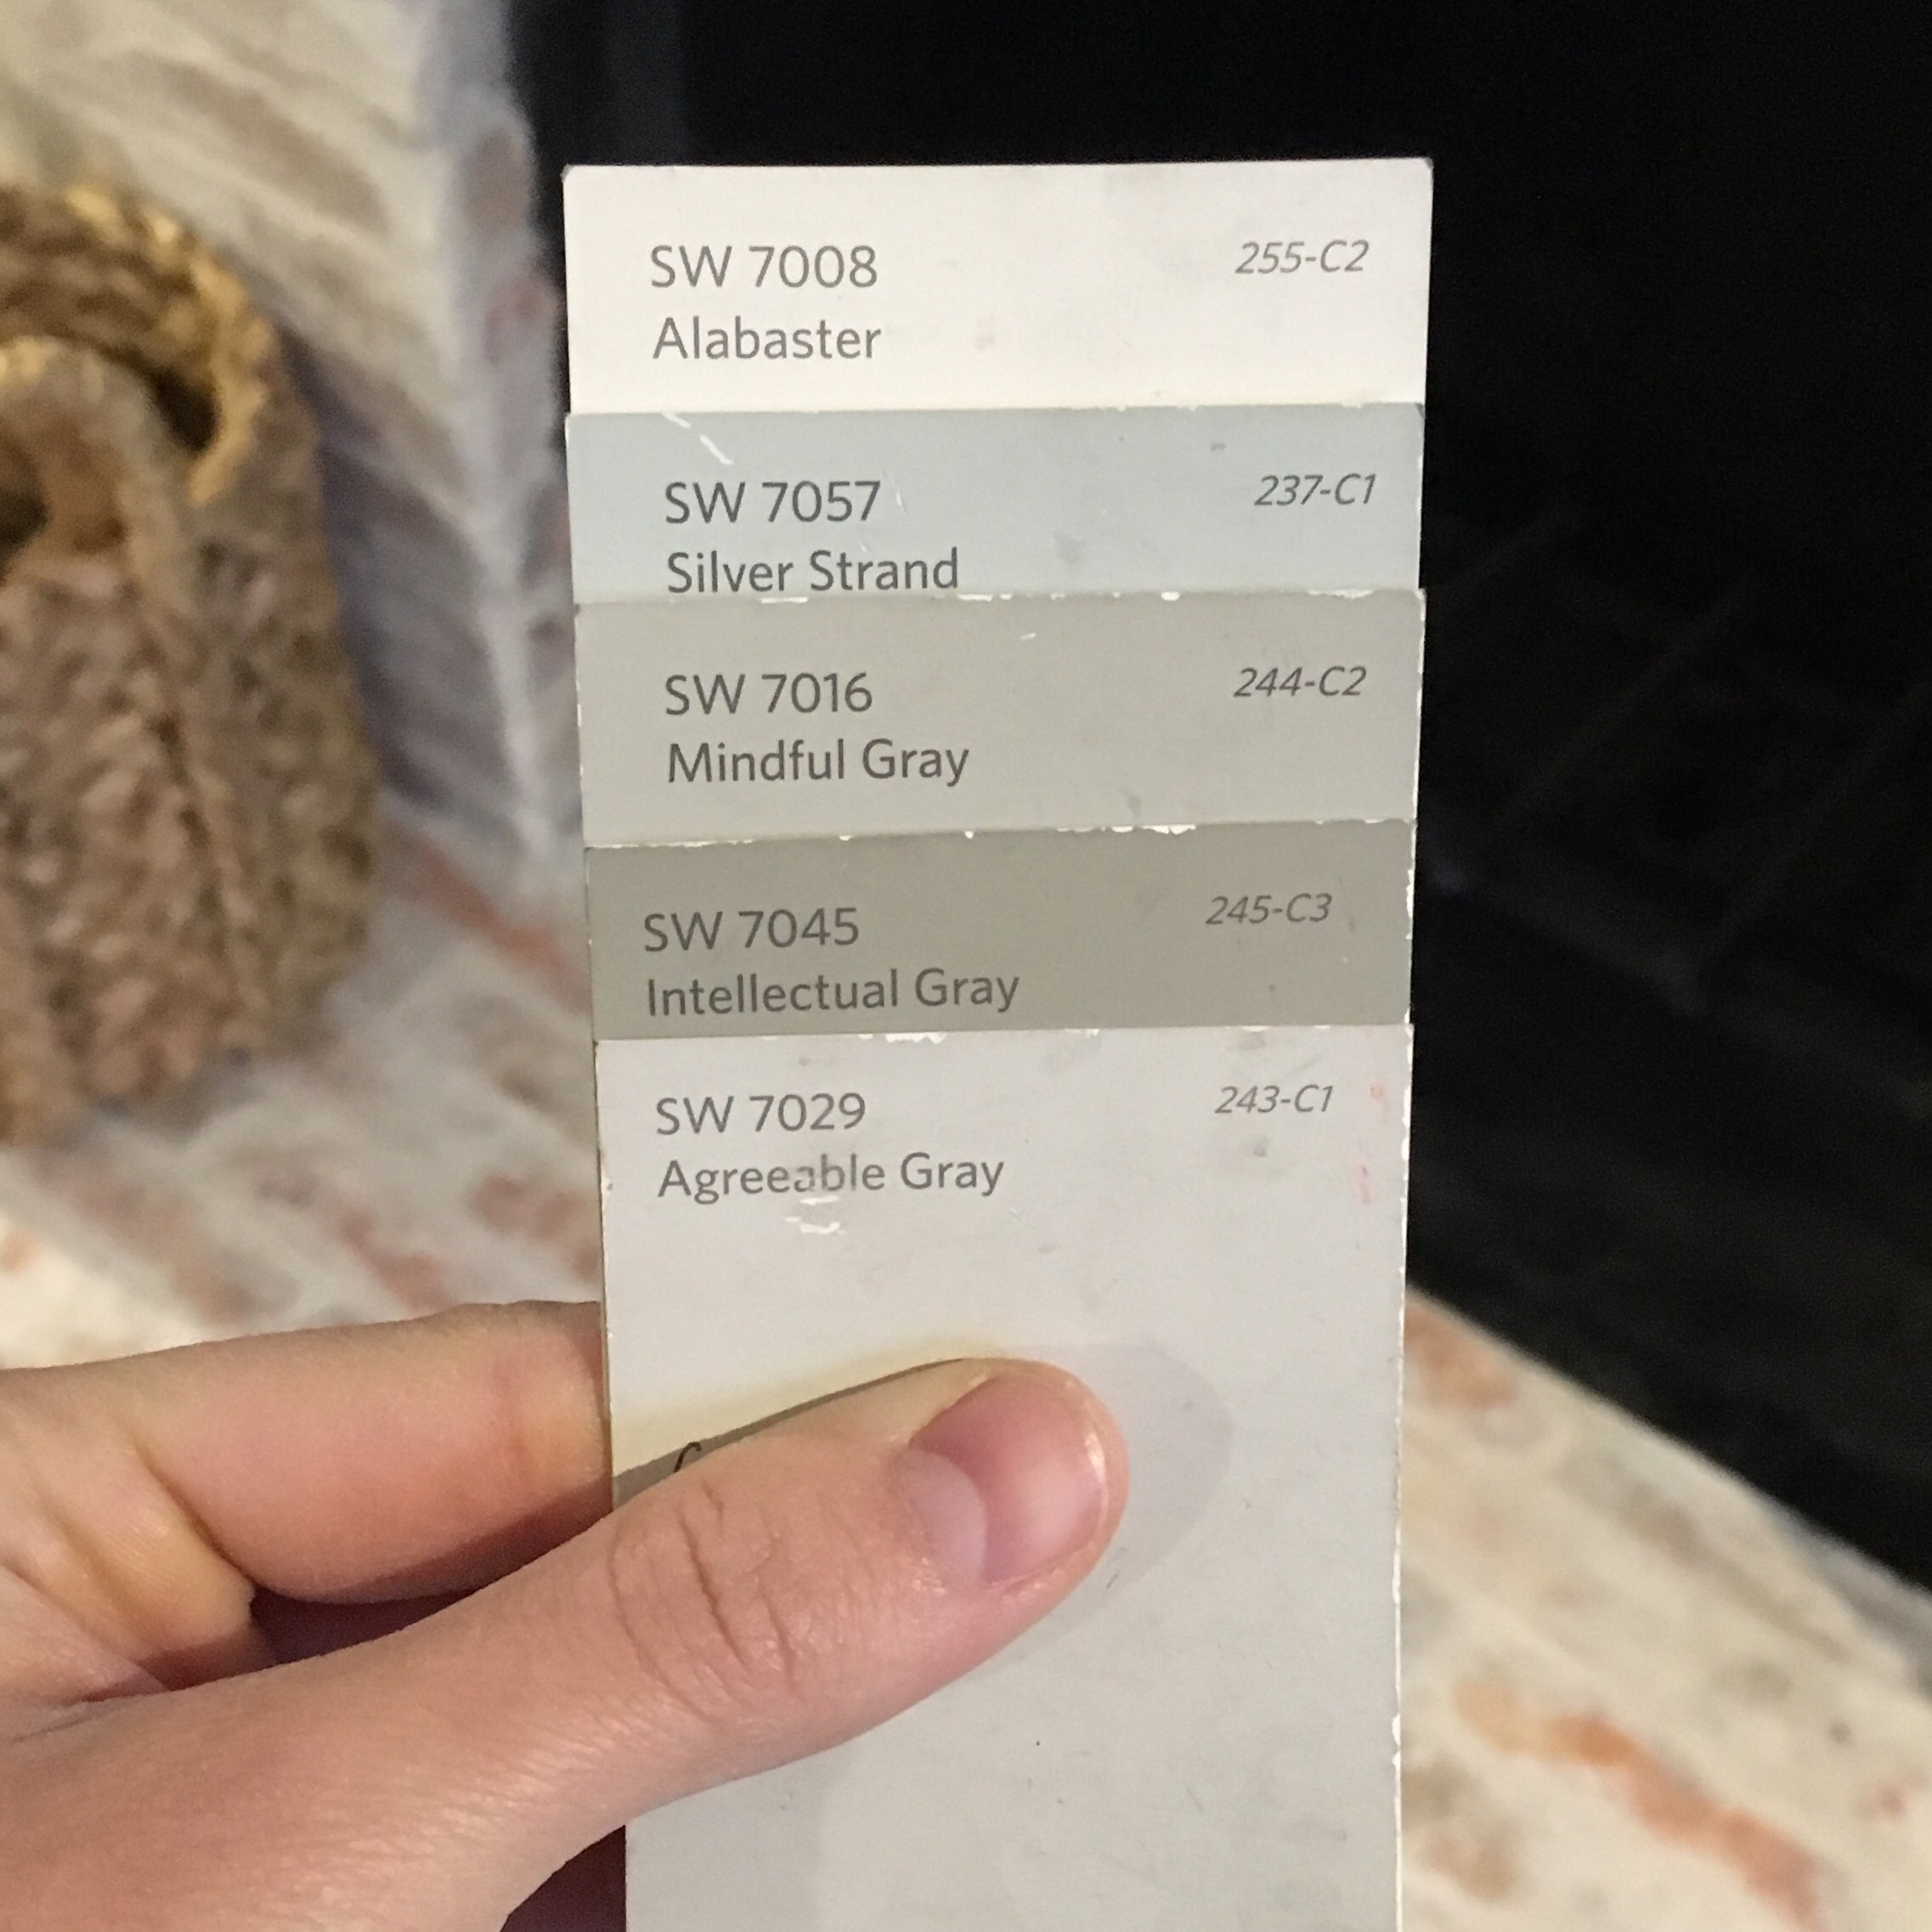 SW 7008 255-C2
Alabaster
SW 7057 237-C1
Silver Strand
SW 7016 244-C2
Mindful Gray
SW 7045 245-C3
Intellectual Gray
SW 7029 243-C1
Agreeable Gray